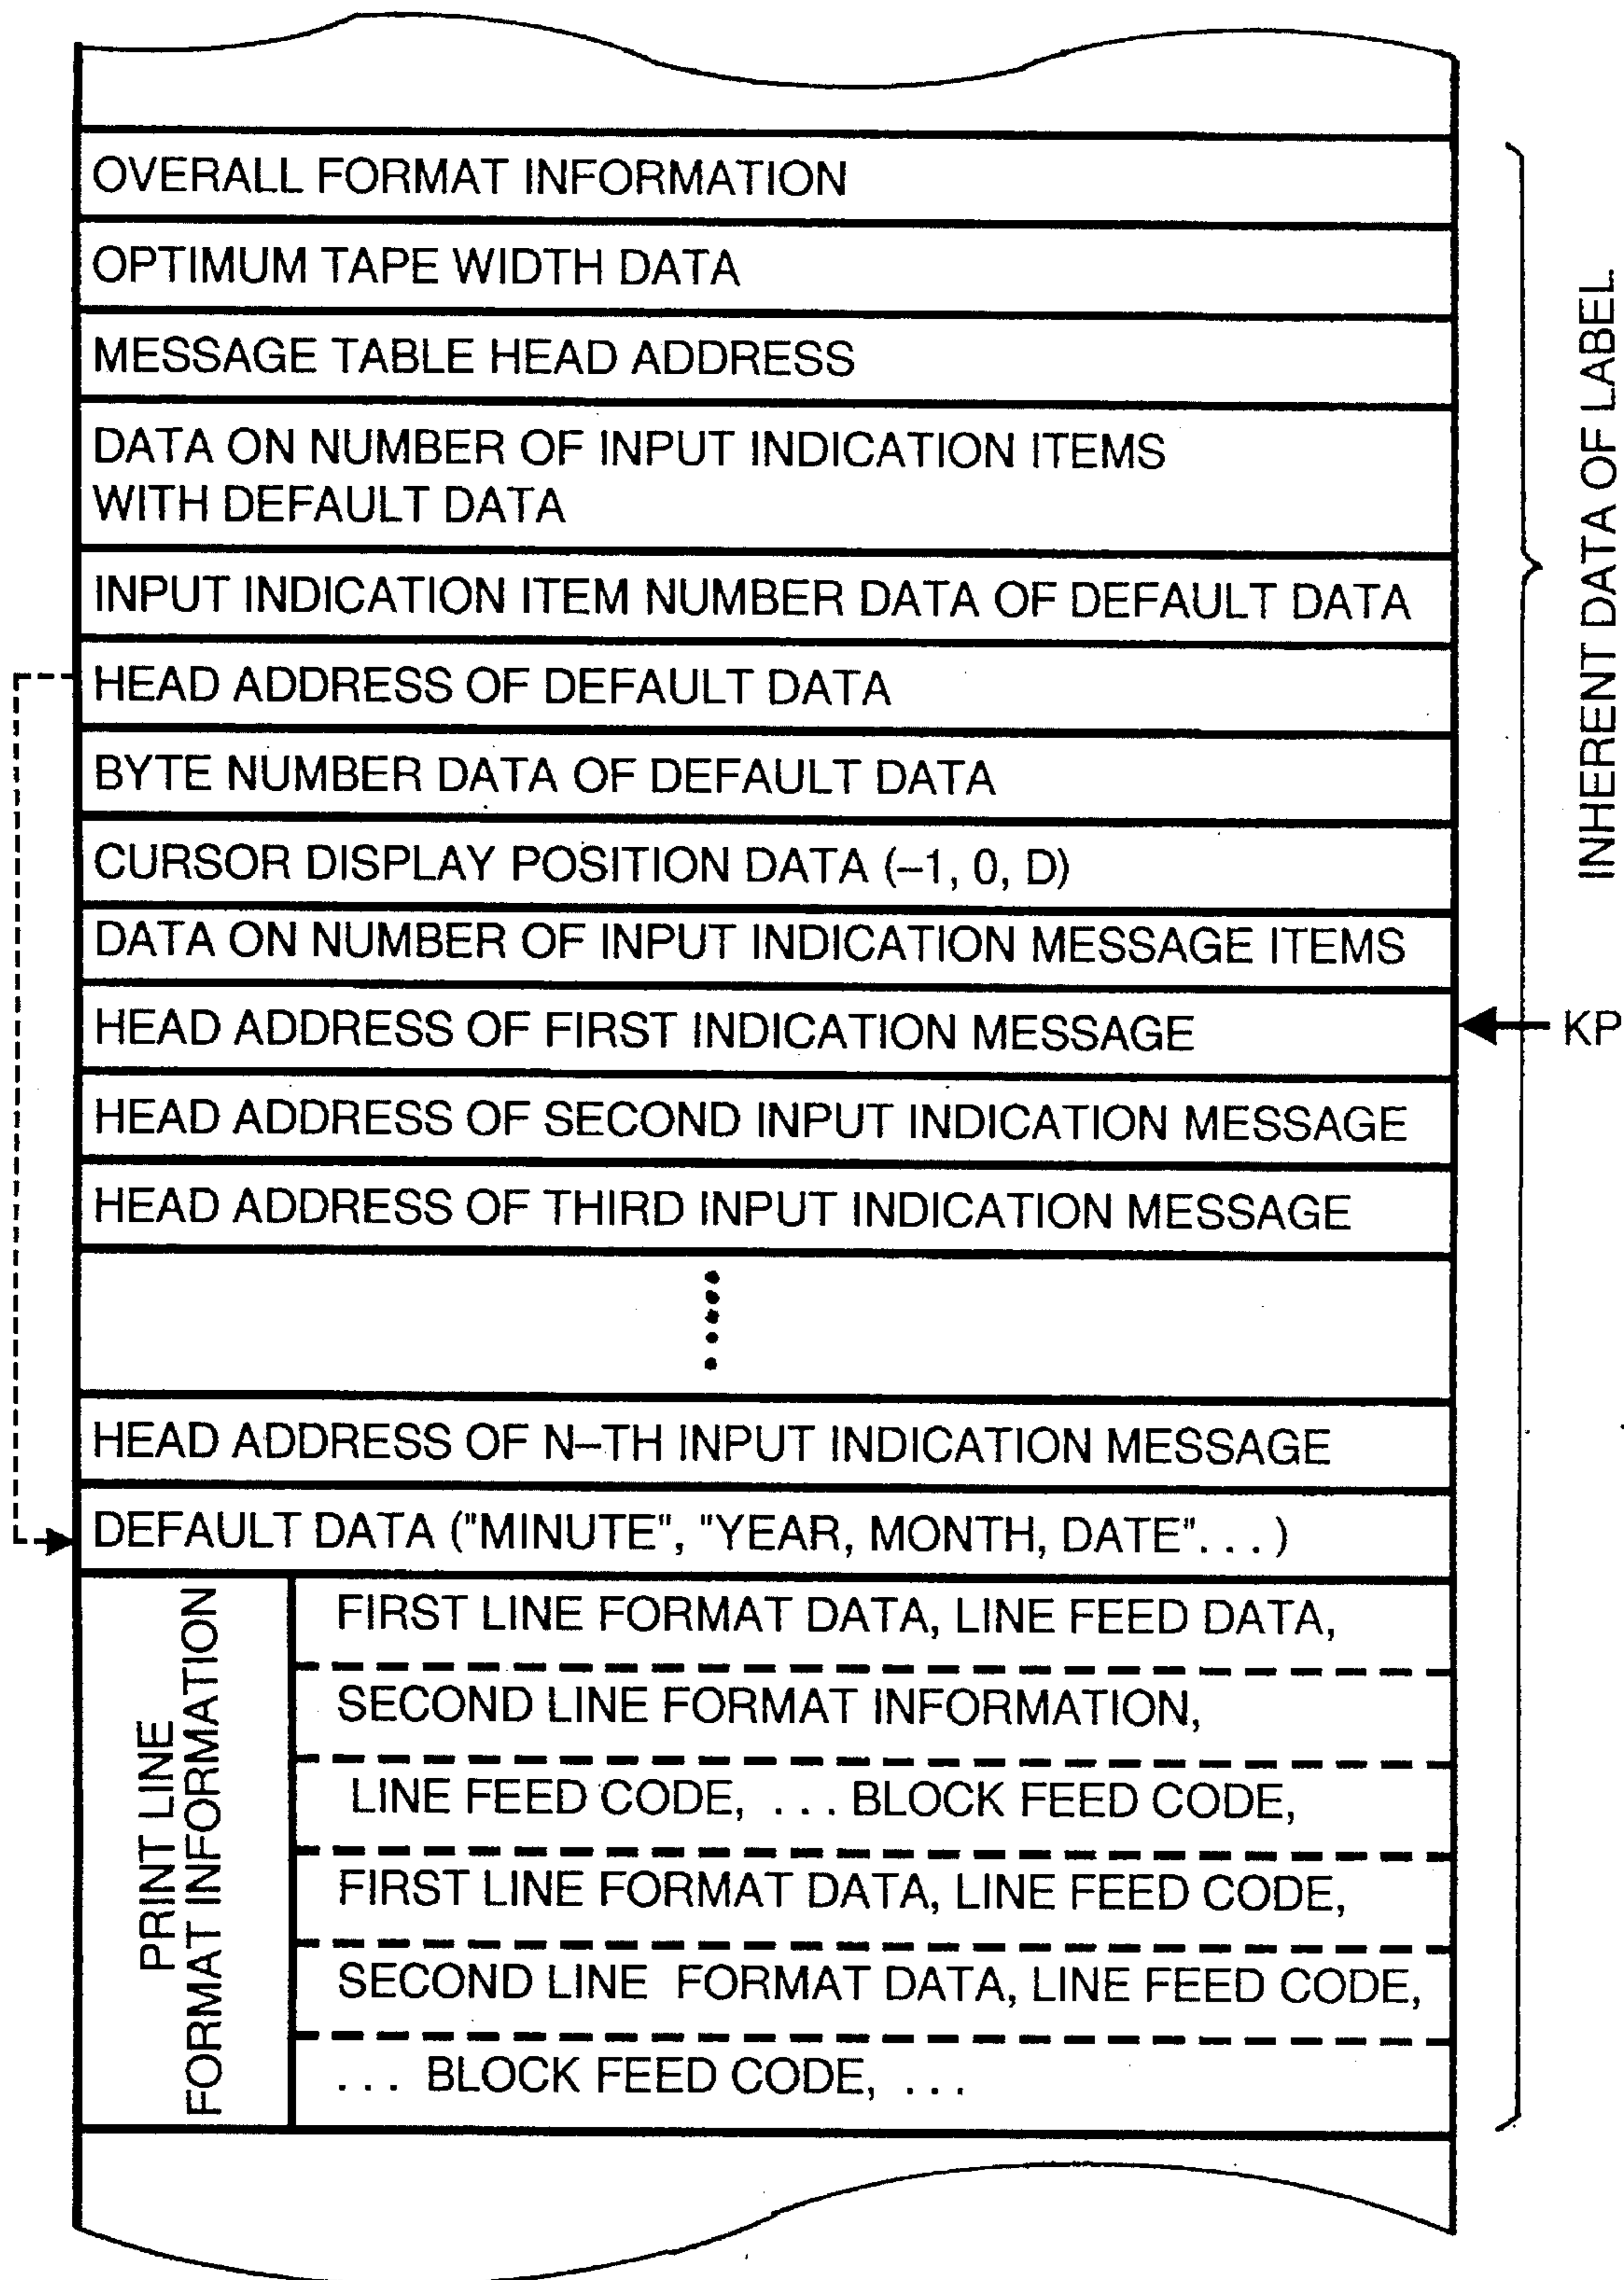 OVERALL FORMAT INFORMATION
OPTIMUM TAPE WIDTH DATA
MESSAGE TABLE HEAD ADDRESS
DATA ON NUMBER OF INPUT INDICATION ITEMS
WITH DEFAULT DATA
INPUT INDICATION ITEM NUMBER DATA OF DEFAULT DATA
HEAD ADDRESS OF DEFAULT DATA
BYTE NUMBER DATA OF DEFAULT DATA
CURSOR DISPLAY POSITION DATA (–1, 0, D)
DATA ON NUMBER OF INPUT INDICATION MESSAGE ITEMS
HEAD ADDRESS OF FIRST INDICATION MESSAGE
KP
HEAD ADDRESS OF SECOND INPUT INDICATION MESSAGE
HEAD ADDRESS OF THIRD INPUT INDICATION MESSAGE
HEAD ADDRESS OF N–TH INPUT INDICATION MESSAGE
DEFAULT DATA ("MINUTE", "YEAR, MONTH, DATE". . . )
PRINT LINE
FORMAT INFORMATION
FIRST LINE FORMAT DATA, LINE FEED DATA,
SECOND LINE FORMAT INFORMATION,
LINE FEED CODE, . . . BLOCK FEED CODE,
FIRST LINE FORMAT DATA, LINE FEED CODE,
SECOND LINE FORMAT DATA, LINE FEED CODE,
. . . BLOCK FEED CODE, . . .
INHERENT DATA OF LABEL